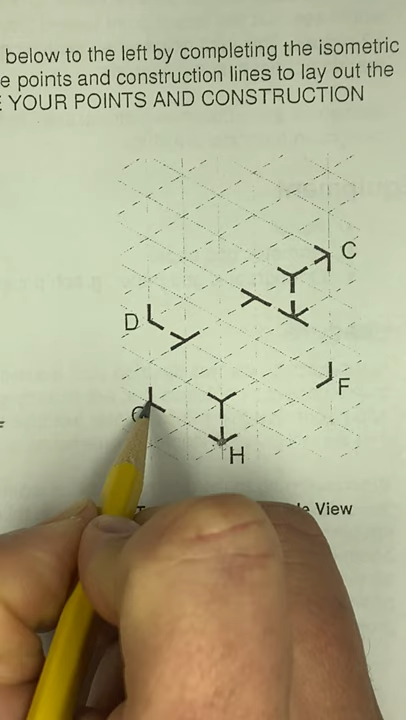 below to the left by completing the isometric
e points and construction lines to lay out the
YOUR POINTS AND CONSTRUCTION
C
D
F
H
View